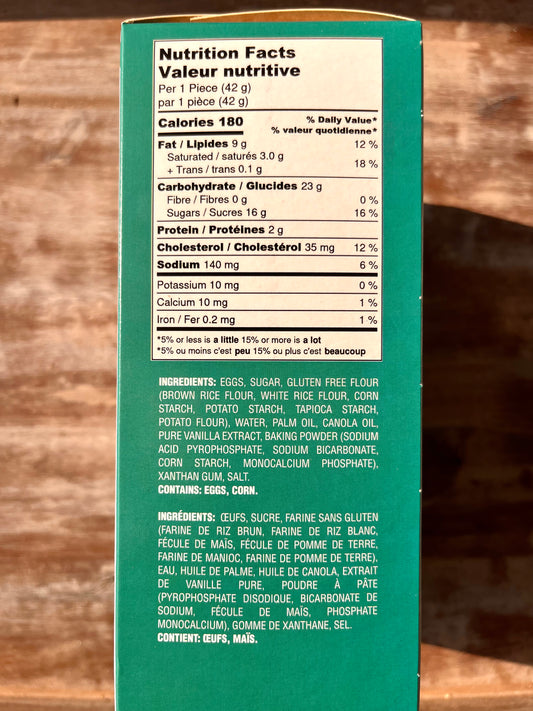 Nutrition Facts
Valeur nutritive
Per 1 Piece (42 g)
par 1 pièce (42 g)
Calories 180
% Daily Value*
% valeur quotidienne*
Fat / Lipides 9 g 12 %
Saturated / saturés 3.0 g
+ Trans / trans 0.1 g 18 %
Carbohydrate / Glucides 23 g
Fibre / Fibres 0 g 0 %
Sugars / Sucres 16 g 16 %
Protein / Protéines 2 g
Cholesterol / Cholestérol 35 mg 12 %
Sodium 140 mg 6 %
Potassium 10 mg 0 %
Calcium 10 mg 1 %
Iron / Fer 0.2 mg 1 %
*5% or less is a little 15% or more is a lot
*5% ou moins c'est peu 15% ou plus c'est beaucoup
INGREDIENTS: EGGS, SUGAR, GLUTEN FREE FLOUR
(BROWN RICE FLOUR, WHITE RICE FLOUR, CORN
STARCH, POTATO STARCH, TAPIOCA STARCH,
POTATO FLOUR), WATER, PALM OIL, CANOLA OIL,
PURE VANILLA EXTRACT, BAKING POWDER (SODIUM
ACID PYROPHOSPHATE, SODIUM BICARBONATE,
CORN STARCH, MONOCALCIUM PHOSPHATE),
XANTHAN GUM, SALT.
CONTAINS: EGGS, CORN.
INGRÉDIENTS: ŒUFS, SUCRE, FARINE SANS GLUTEN
(FARINE DE RIZ BRUN, FARINE DE RIZ BLANC,
FÉCULE DE MAÏS, FÉCULE DE POMME DE TERRE,
FARINE DE MANIOC, FARINE DE POMME DE TERRE),
EAU, HUILE DE PALME, HUILE DE CANOLA, EXTRAIT
DE VANILLE PURE, POUDRE À PÂTE
(PYROPHOSPHATE DISODIQUE, BICARBONATE DE
SODIUM, FÉCULE DE MAÏS, PHOSPHATE
MONOCALCIUM), GOMME DE XANTHANE, SEL.
CONTIENT: ŒUFS, MAÏS.